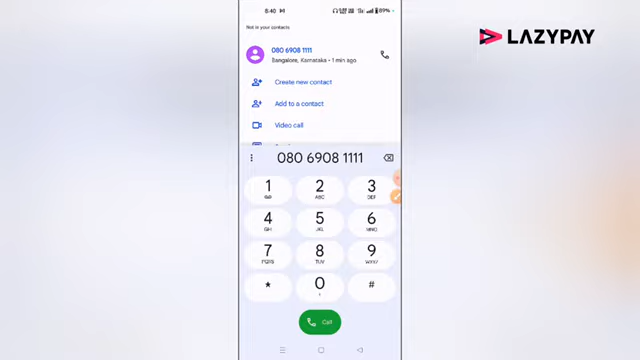 8:40
89%
LAZYPAY
Not in your contacts
080 6908 1111
Bangalore, Karnataka • 1 min ago
Create new contact
Add to a contact
Video call
080 6908 1111
1 2 3
ABC DEF
4 5 6
GHI JKL MNO
7 8 9
PQRS TUV WXYZ
* 0 #
+
Call